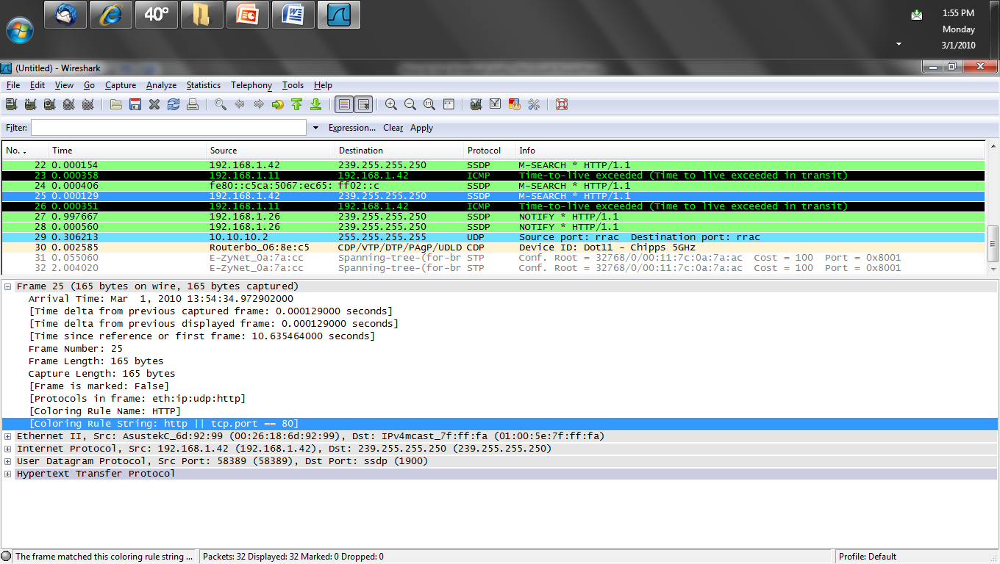 40°
1:55 PM
Monday
3/1/2010
(Untitled) - Wireshark
File Edit View Go Capture Analyze Statistics Telephony Tools Help
Filter: Expression... Clear Apply
No. . Time Source Destination Protocol Info
22 0.000154 192.168.1.42 239.255.255.250 SSDP M-SEARCH * HTTP/1.1
23 0.000358 192.168.1.11 192.168.1.42 ICMP Time-to-live exceeded (Time to live exceeded in transit)
24 0.000406 fe80::c5ca:5067:ec65: ff02::c SSDP M-SEARCH * HTTP/1.1
25 0.000129 192.168.1.42 239.255.255.250 SSDP M-SEARCH * HTTP/1.1
26 0.000351 192.168.1.11 192.168.1.42 ICMP Time-to-live exceeded (Time to live exceeded in transit)
27 0.997667 192.168.1.26 239.255.255.250 SSDP NOTIFY * HTTP/1.1
28 0.000560 192.168.1.26 239.255.255.250 SSDP NOTIFY * HTTP/1.1
29 0.306213 10.10.10.2 255.255.255.255 UDP Source port: rrac Destination port: rrac
30 0.002585 Routerbo_06:8e:c5 CDP/VTP/DTP/PAgP/UDLD CDP Device ID: Dot11 - Chipps 5GHz
31 0.055060 E-ZyNet_0a:7a:cc Spanning-tree-(for-br STP Conf. Root = 32768/0/00:11:7c:0a:7a:ac Cost = 100 Port = 0x8001
32 2.004020 E-ZyNet_0a:7a:cc Spanning-tree-(for-br STP Conf. Root = 32768/0/00:11:7c:0a:7a:ac Cost = 100 Port = 0x8001
Frame 25 (165 bytes on wire, 165 bytes captured)
Arrival Time: Mar 1, 2010 13:54:34.972902000
[Time delta from previous captured frame: 0.000129000 seconds]
[Time delta from previous displayed frame: 0.000129000 seconds]
[Time since reference or first frame: 10.635464000 seconds]
Frame Number: 25
Frame Length: 165 bytes
Capture Length: 165 bytes
[Frame is marked: False]
[Protocols in frame: eth:ip:udp:http]
[Coloring Rule Name: HTTP]
[Coloring Rule String: http || tcp.port == 80]
Ethernet II, Src: AsustekC_6d:92:99 (00:26:18:6d:92:99), Dst: IPv4mcast_7f:ff:fa (01:00:5e:7f:ff:fa)
Internet Protocol, Src: 192.168.1.42 (192.168.1.42), Dst: 239.255.255.250 (239.255.255.250)
User Datagram Protocol, Src Port: 58389 (58389), Dst Port: ssdp (1900)
Hypertext Transfer Protocol
The frame matched this coloring rule string ... Packets: 32 Displayed: 32 Marked: 0 Dropped: 0 Profile: Default